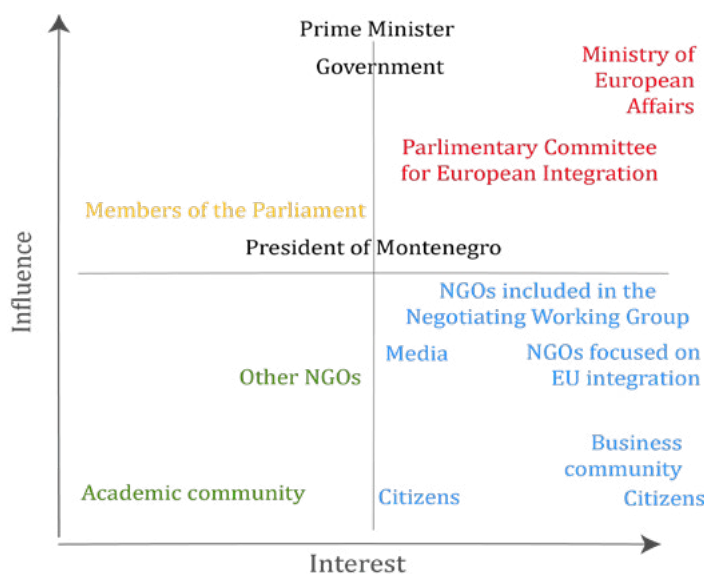 Prime Minister
Government
Ministry of
European
Affairs
Parlimentary Committee
for European Integration
Members of the Parliament
President of Montenegro
NGOs included in the
Negotiating Working Group
Media
NGOs focused on
EU integration
Other NGOs
Business
community
Academic community
Citizens
Citizens
Influence
Interest